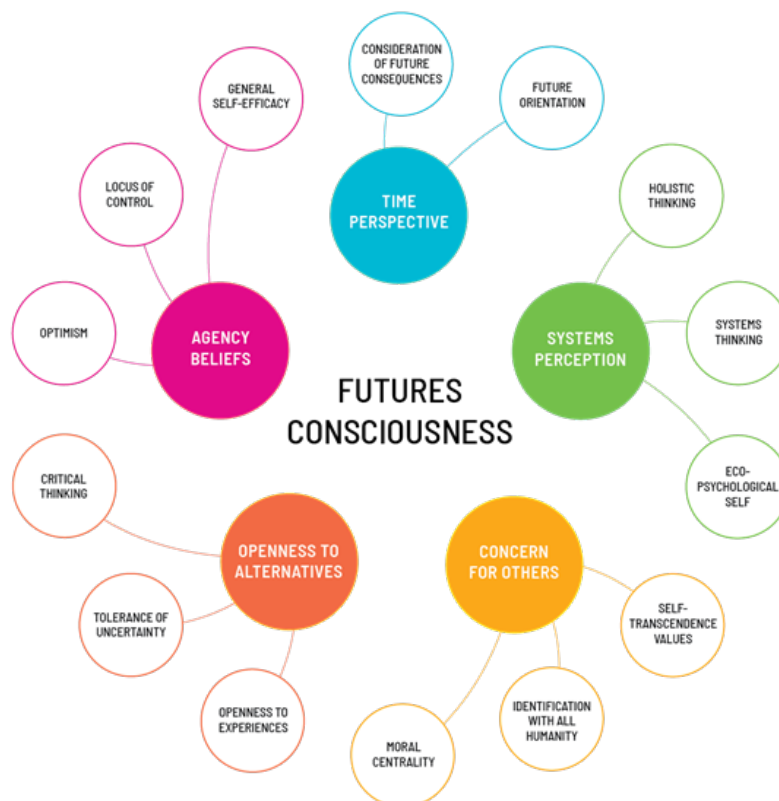 CONSIDERATION
OF FUTURE
CONSEQUENCES
FUTURE
ORIENTATION
TIME
PERSPECTIVE
HOLISTIC
THINKING
SYSTEMS
THINKING
ECO-
PSYCHOLOGICAL
SELF
SYSTEMS
PERCEPTION
GENERAL
SELF-EFFICACY
LOCUS OF
CONTROL
OPTIMISM
AGENCY
BELIEFS
FUTURES
CONSCIOUSNESS
CRITICAL
THINKING
TOLERANCE OF
UNCERTAINTY
OPENNESS TO
EXPERIENCES
OPENNESS TO
ALTERNATIVES
CONCERN
FOR OTHERS
SELF-
TRANSCENDENCE
VALUES
IDENTIFICATION
WITH ALL
HUMANITY
MORAL
CENTRALITY